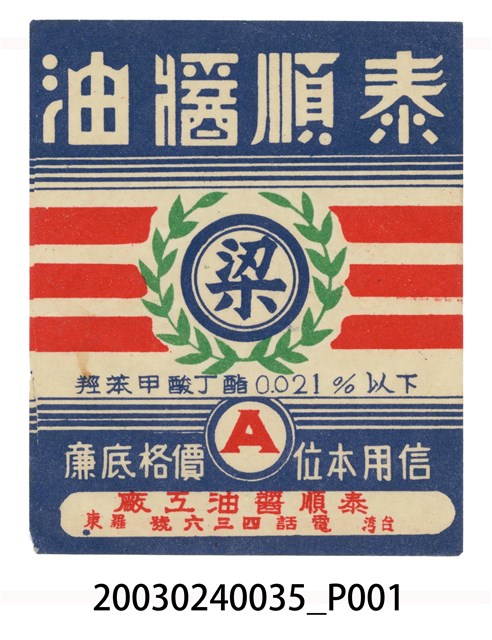 泰順醬油
梁
羥苯甲酸丁酯0.021%以下
信用本位 A 價格底廉
泰順醬油工廠
台湾 電話四三六號 羅東
20030240035_P001